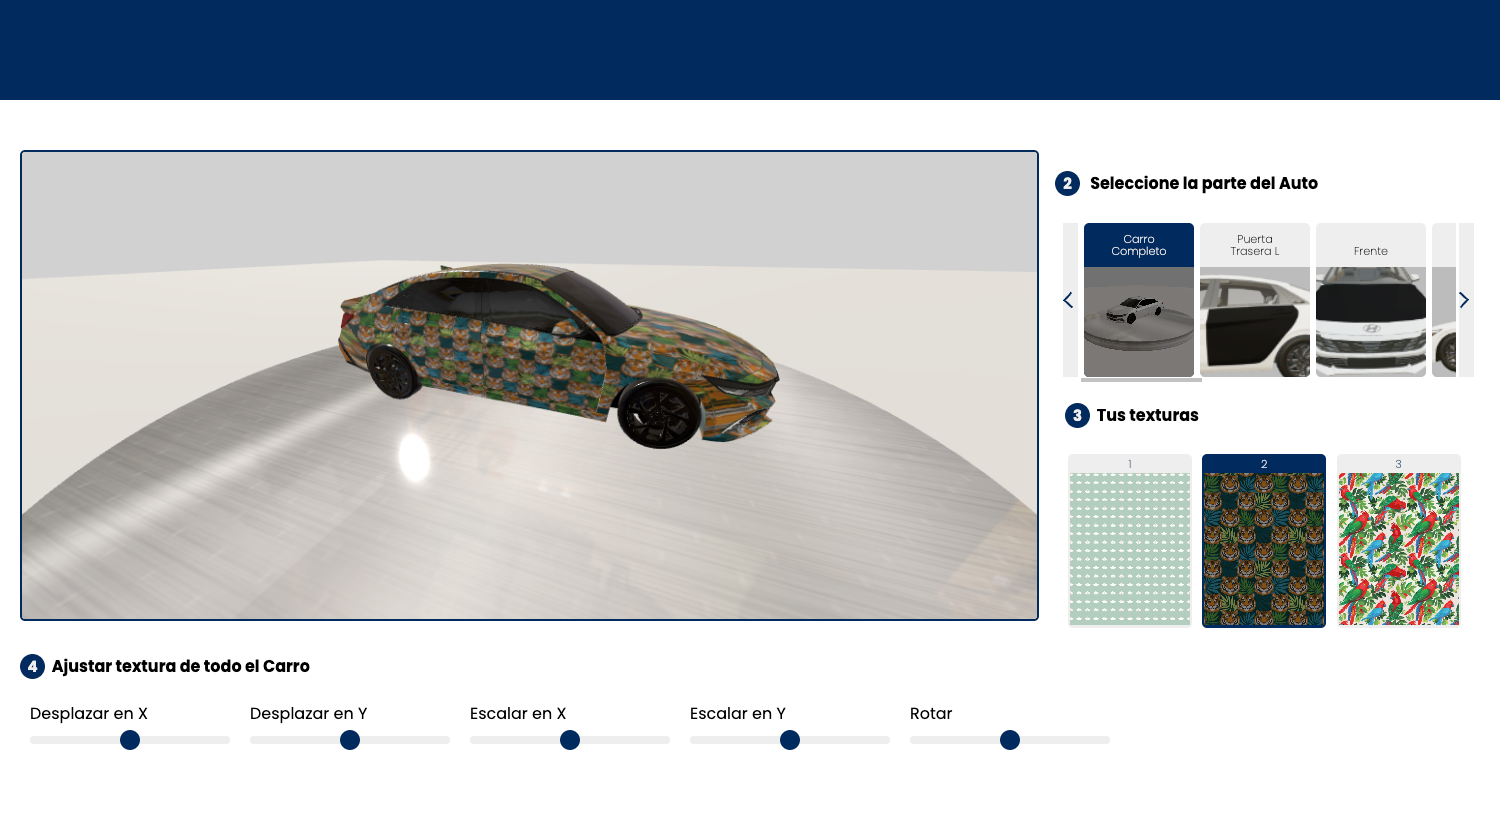 2 Seleccione la parte del Auto
Carro
Completo
Puerta
Trasera L
Frente
3 Tus texturas
1
2
3
4 Ajustar textura de todo el Carro
Desplazar en X
Desplazar en Y
Escalar en X
Escalar en Y
Rotar